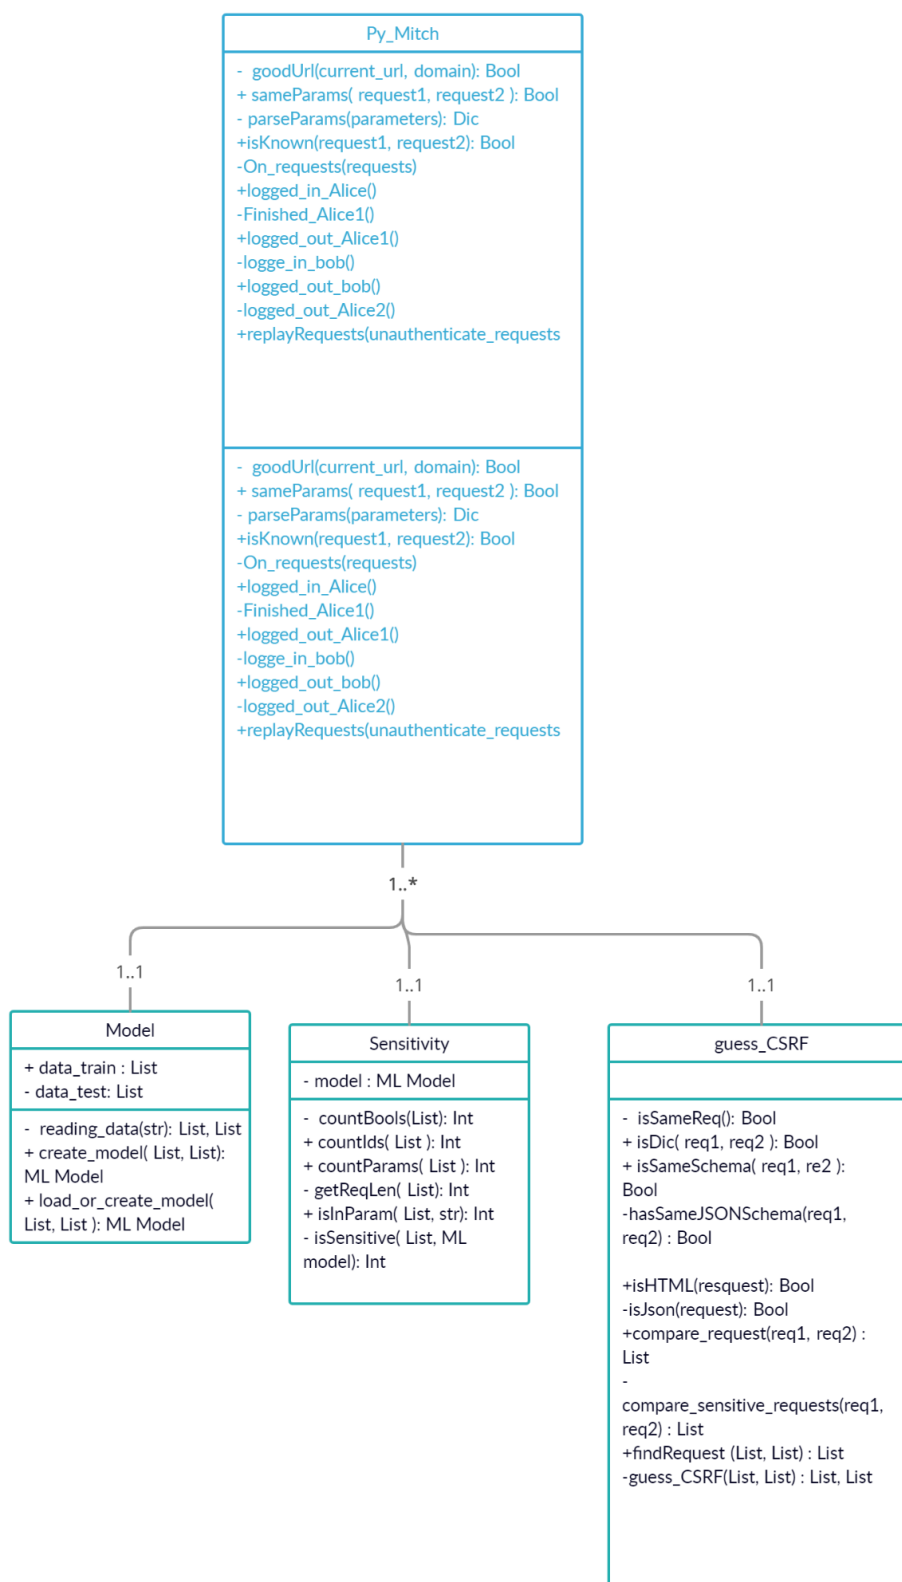 Py_Mitch
- goodUrl(current_url, domain): Bool
+ sameParams( request1, request2 ): Bool
- parseParams(parameters): Dic
+isKnown(request1, request2): Bool
-On_requests(requests)
+logged_in_Alice()
-Finished_Alice1()
+logged_out_Alice1()
-logge_in_bob()
+logged_out_bob()
-logged_out_Alice2()
+replayRequests(unauthenticate_requests
- goodUrl(current_url, domain): Bool
+ sameParams( request1, request2 ): Bool
- parseParams(parameters): Dic
+isKnown(request1, request2): Bool
-On_requests(requests)
+logged_in_Alice()
-Finished_Alice1()
+logged_out_Alice1()
-logge_in_bob()
+logged_out_bob()
-logged_out_Alice2()
+replayRequests(unauthenticate_requests
1..*
1..1
1..1
1..1
Model
+ data_train : List
- data_test: List
- reading_data(str): List, List
+ create_model( List, List):
ML Model
+ load_or_create_model(
List, List ): ML Model
Sensitivity
- model : ML Model
- countBools(List): Int
+ countIds( List ): Int
+ countParams( List ): Int
- getReqLen( List): Int
+ isInParam( List, str): Int
- isSensitive( List, ML
model): Int
guess_CSRF
- isSameReq(): Bool
+ isDic( req1, req2 ): Bool
+ isSameSchema( req1, re2 ):
Bool
-hasSameJSONSchema(req1,
req2) : Bool
+isHTML(resquest): Bool
-isJson(request): Bool
+compare_request(req1, req2) :
List
-
compare_sensitive_requests(req1,
req2) : List
+findRequest (List, List) : List
-guess_CSRF(List, List) : List, List